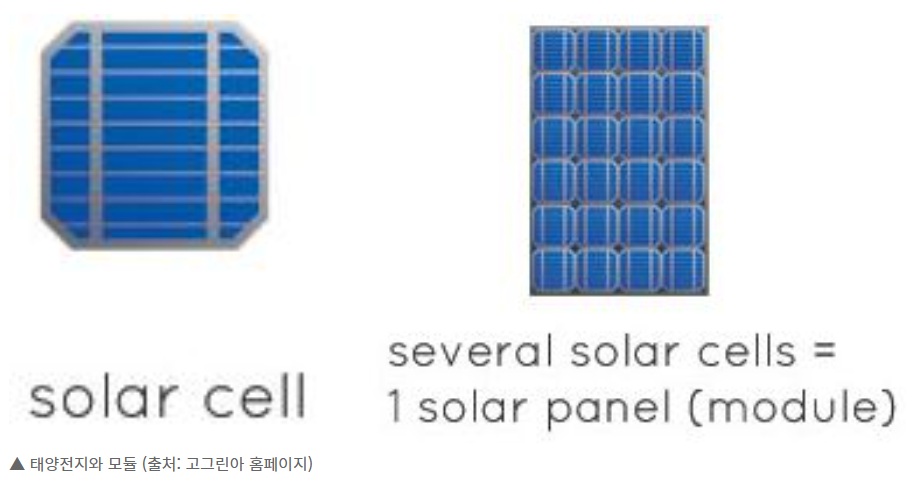 solar cell
several solar cells =
1 solar panel (module)
▲ 태양전지와 모듈 (출처: 고그린아 홈페이지)